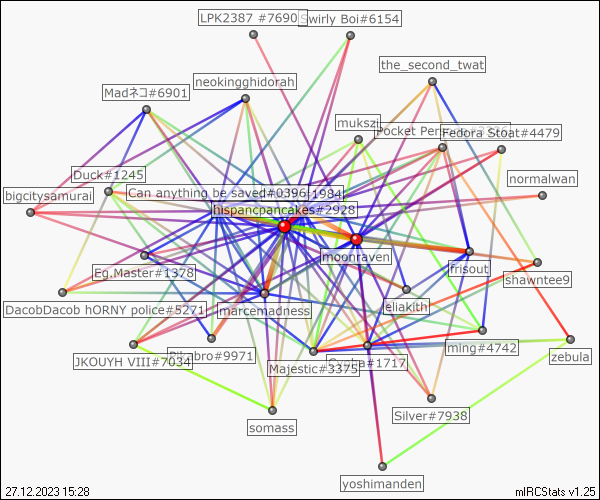 LPK2387 #7690
Swirly Boi#6154
the_second_twat
neokingghidorah
Madネコ#6901
mukszi
Pocket Per
Fedora Stoat#4479
Duck#1245
normalwan
bigcitysamurai
Can anything be saved#0396
1984
hispancpancakes#2928
moonraven
Eg.Master#1378
frisout
shawntee9
eliakith
DacobDacob hORNY police#5271
marcemadness
ming#4742
JKOUYH VIII#7034
#9971
Majestic#3375
#1717
zebula
Silver#7938
somass
yoshimanden
27.12.2023 15:28
mIRCStats v1.25